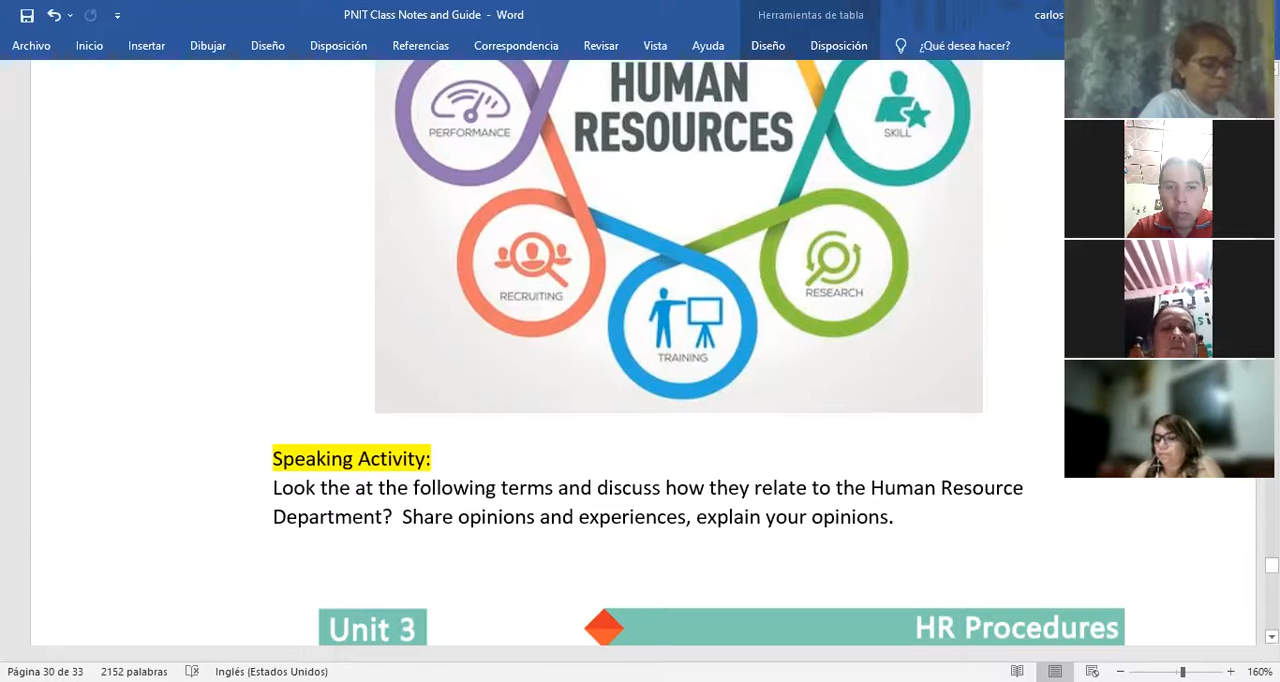 PNIT Class Notes and Guide - Word
Herramientas de tabla
carlos
Archivo Inicio Insertar Dibujar Diseño Disposición Referencias Correspondencia Revisar Vista Ayuda Diseño Disposición ¿Qué desea hacer?
HUMAN
RESOURCES
PERFORMANCE
SKILL
RECRUITING
RESEARCH
TRAINING
Speaking Activity:
Look the at the following terms and discuss how they relate to the Human Resource
Department? Share opinions and experiences, explain your opinions.
Unit 3
HR Procedures
Página 30 de 33 2152 palabras Inglés (Estados Unidos) 160%